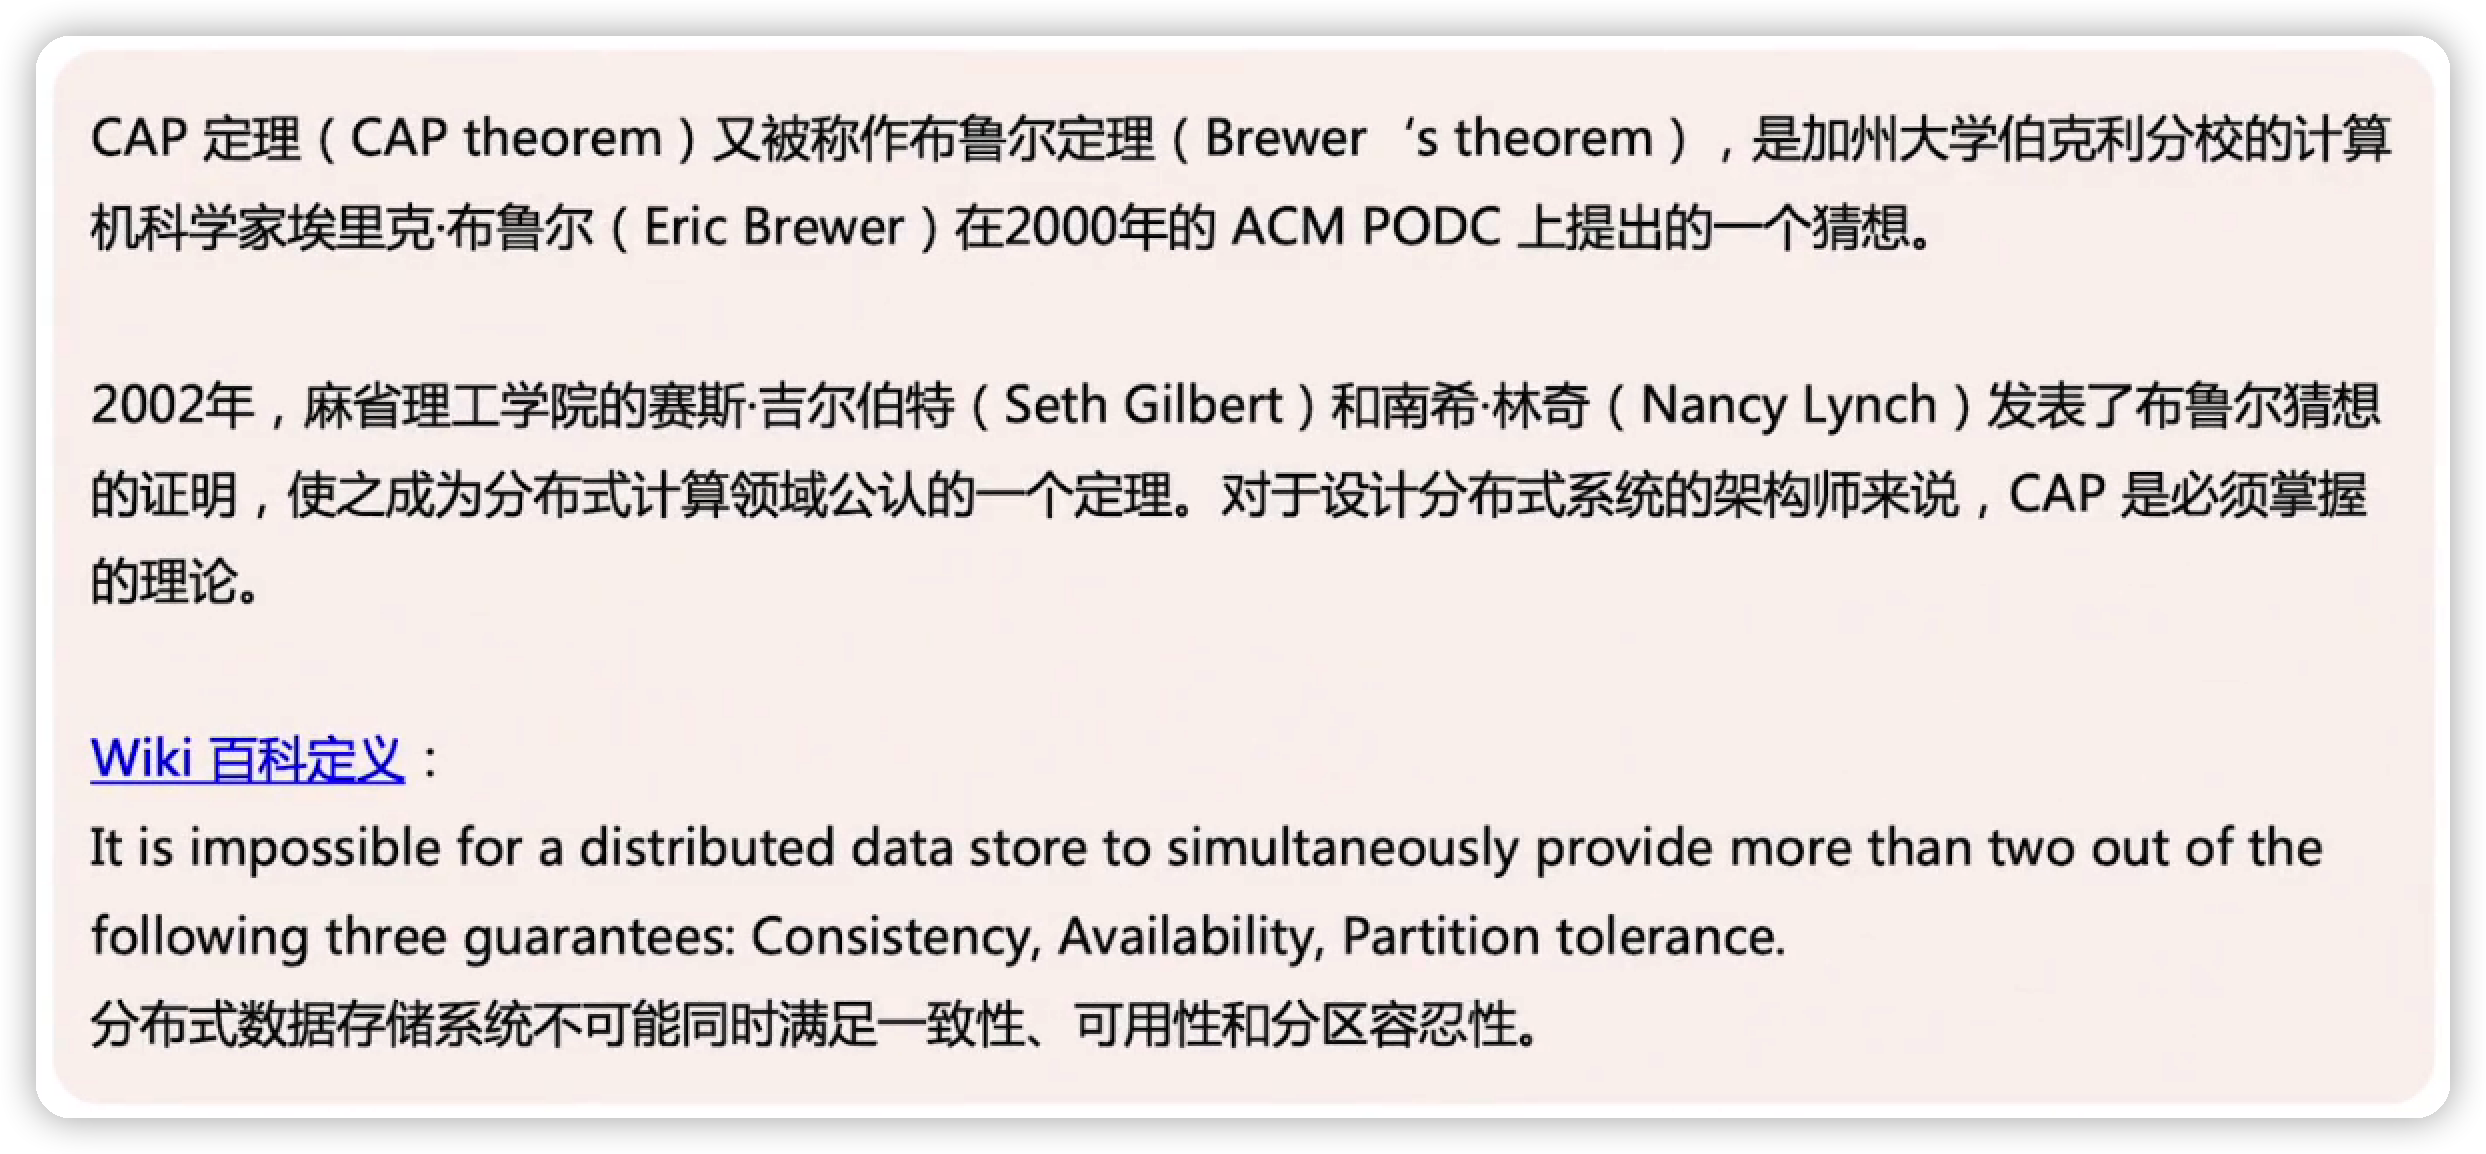 CAP 定理（CAP theorem）又被称作布鲁尔定理（Brewer‘s theorem），是加州大学伯克利分校的计算
机科学家埃里克·布鲁尔（Eric Brewer）在2000年的 ACM PODC 上提出的一个猜想。
2002年，麻省理工学院的赛斯·吉尔伯特（Seth Gilbert）和南希·林奇（Nancy Lynch）发表了布鲁尔猜想
的证明，使之成为分布式计算领域公认的一个定理。对于设计分布式系统的架构师来说，CAP 是必须掌握
的理论。
Wiki 百科定义：
It is impossible for a distributed data store to simultaneously provide more than two out of the
following three guarantees: Consistency, Availability, Partition tolerance.
分布式数据存储系统不可能同时满足一致性、可用性和分区容忍性。